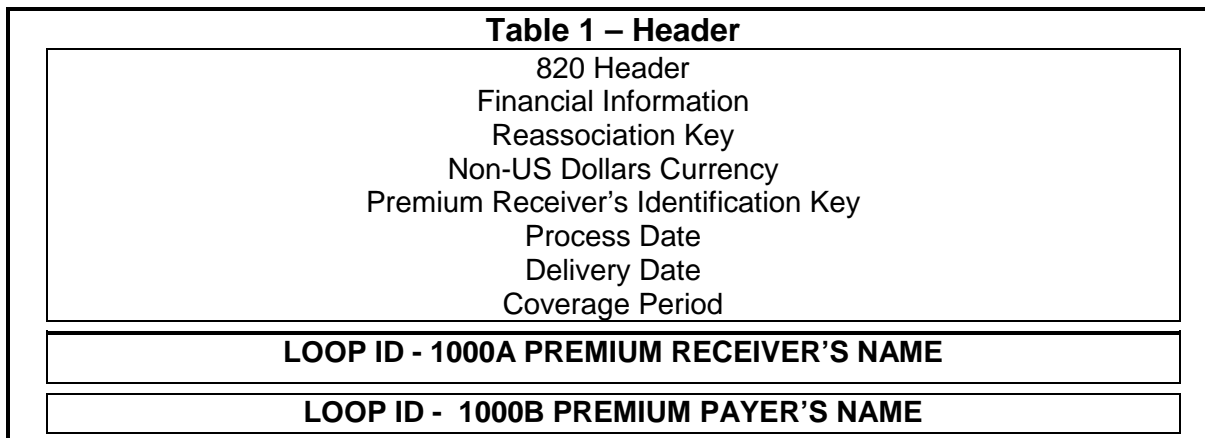 Table 1 – Header
820 Header
Financial Information
Reassociation Key
Non-US Dollars Currency
Premium Receiver’s Identification Key
Process Date
Delivery Date
Coverage Period
LOOP ID - 1000A PREMIUM RECEIVER’S NAME
LOOP ID -  1000B PREMIUM PAYER’S NAME